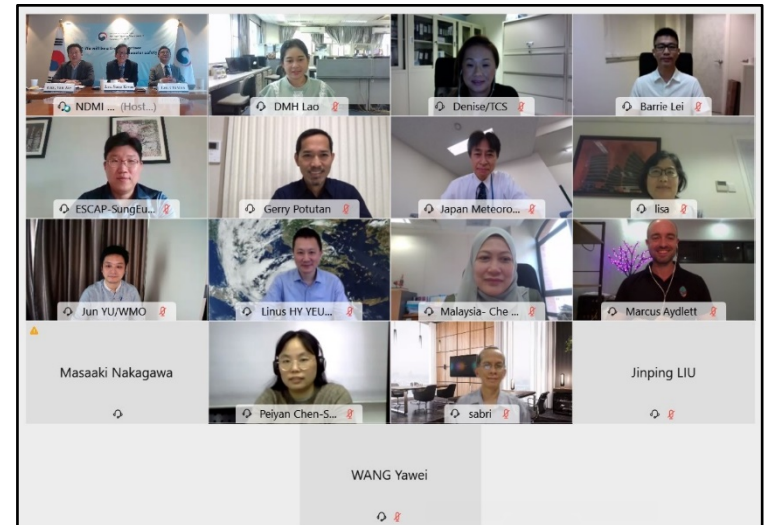 NDMI ... (Host...)
DMH Lao
Denise/TCS
Barrie Lei
ESCAP-SungEu...
Gerry Potutan
Japan Meteoro...
lisa
Jun YU/WMO
Linus HY YEU...
Malaysia- Che ...
Marcus Aydlett
Masaaki Nakagawa
Peiyan Chen-S...
sabri
Jinping LIU
WANG Yawei